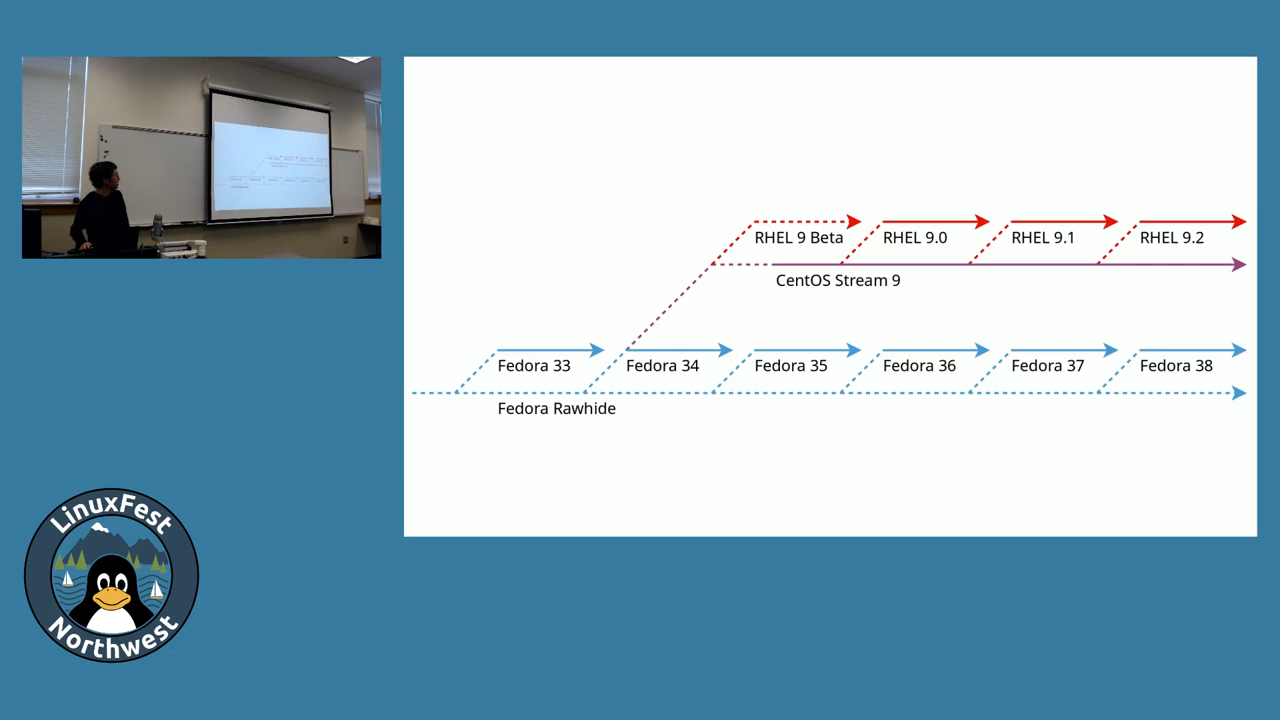 RHEL 9 Beta
RHEL 9.0
RHEL 9.1
RHEL 9.2
CentOS Stream 9
Fedora 33
Fedora 34
Fedora 35
Fedora 36
Fedora 37
Fedora 38
Fedora Rawhide
LinuxFest
Northwest